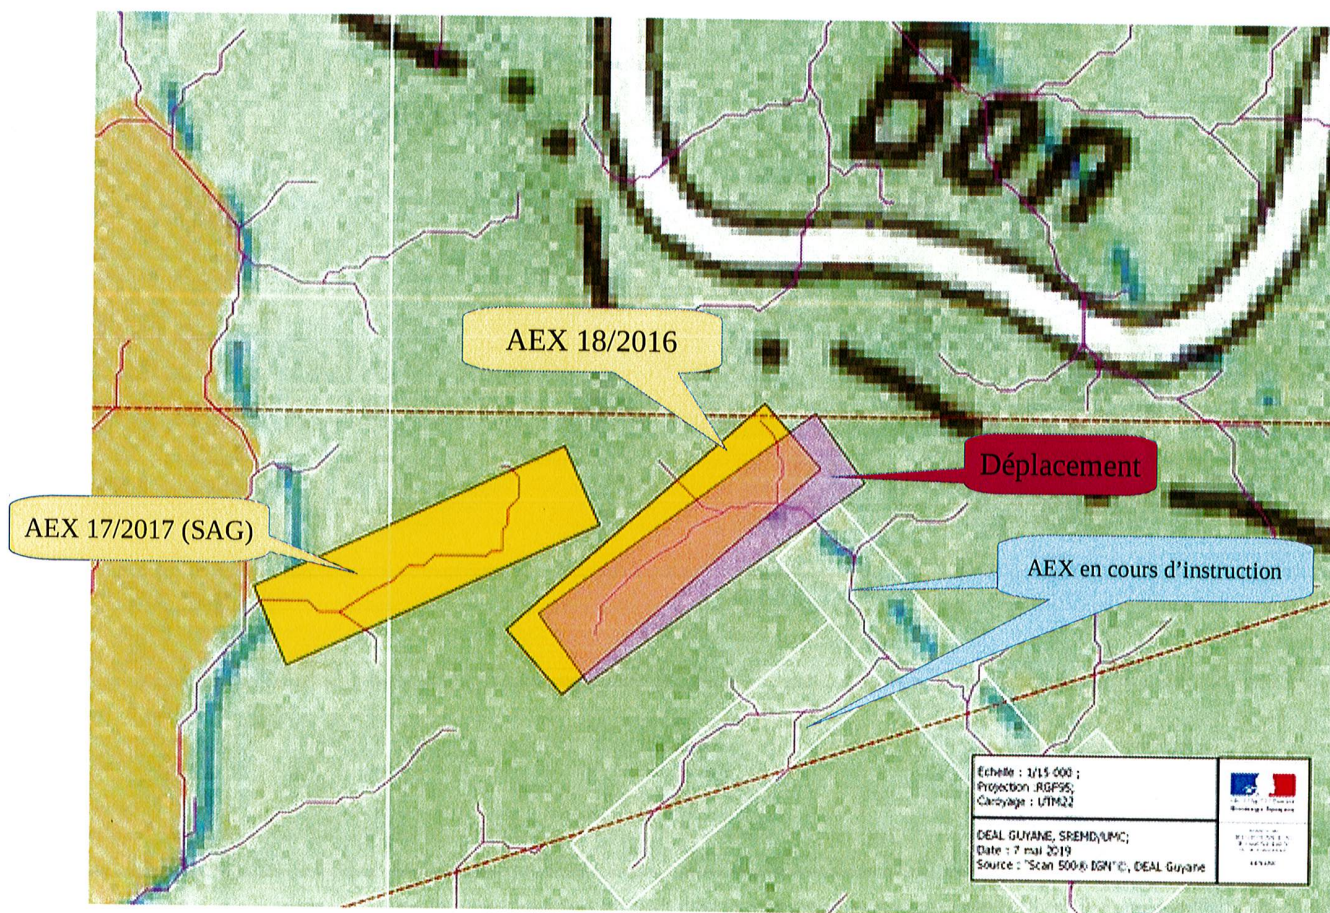 Bon
AEX 18/2016
Déplacement
AEX 17/2017 (SAG)
AEX en cours d'instruction
Echelle : 1/15 000 ;
Projection :RGF95;
Caroyage : UTM22
DEAL GUYANE, SREMD/UMC;
Date : 7 mai 2019
Source : "Scan 500® IGN"©, DEAL Guyane